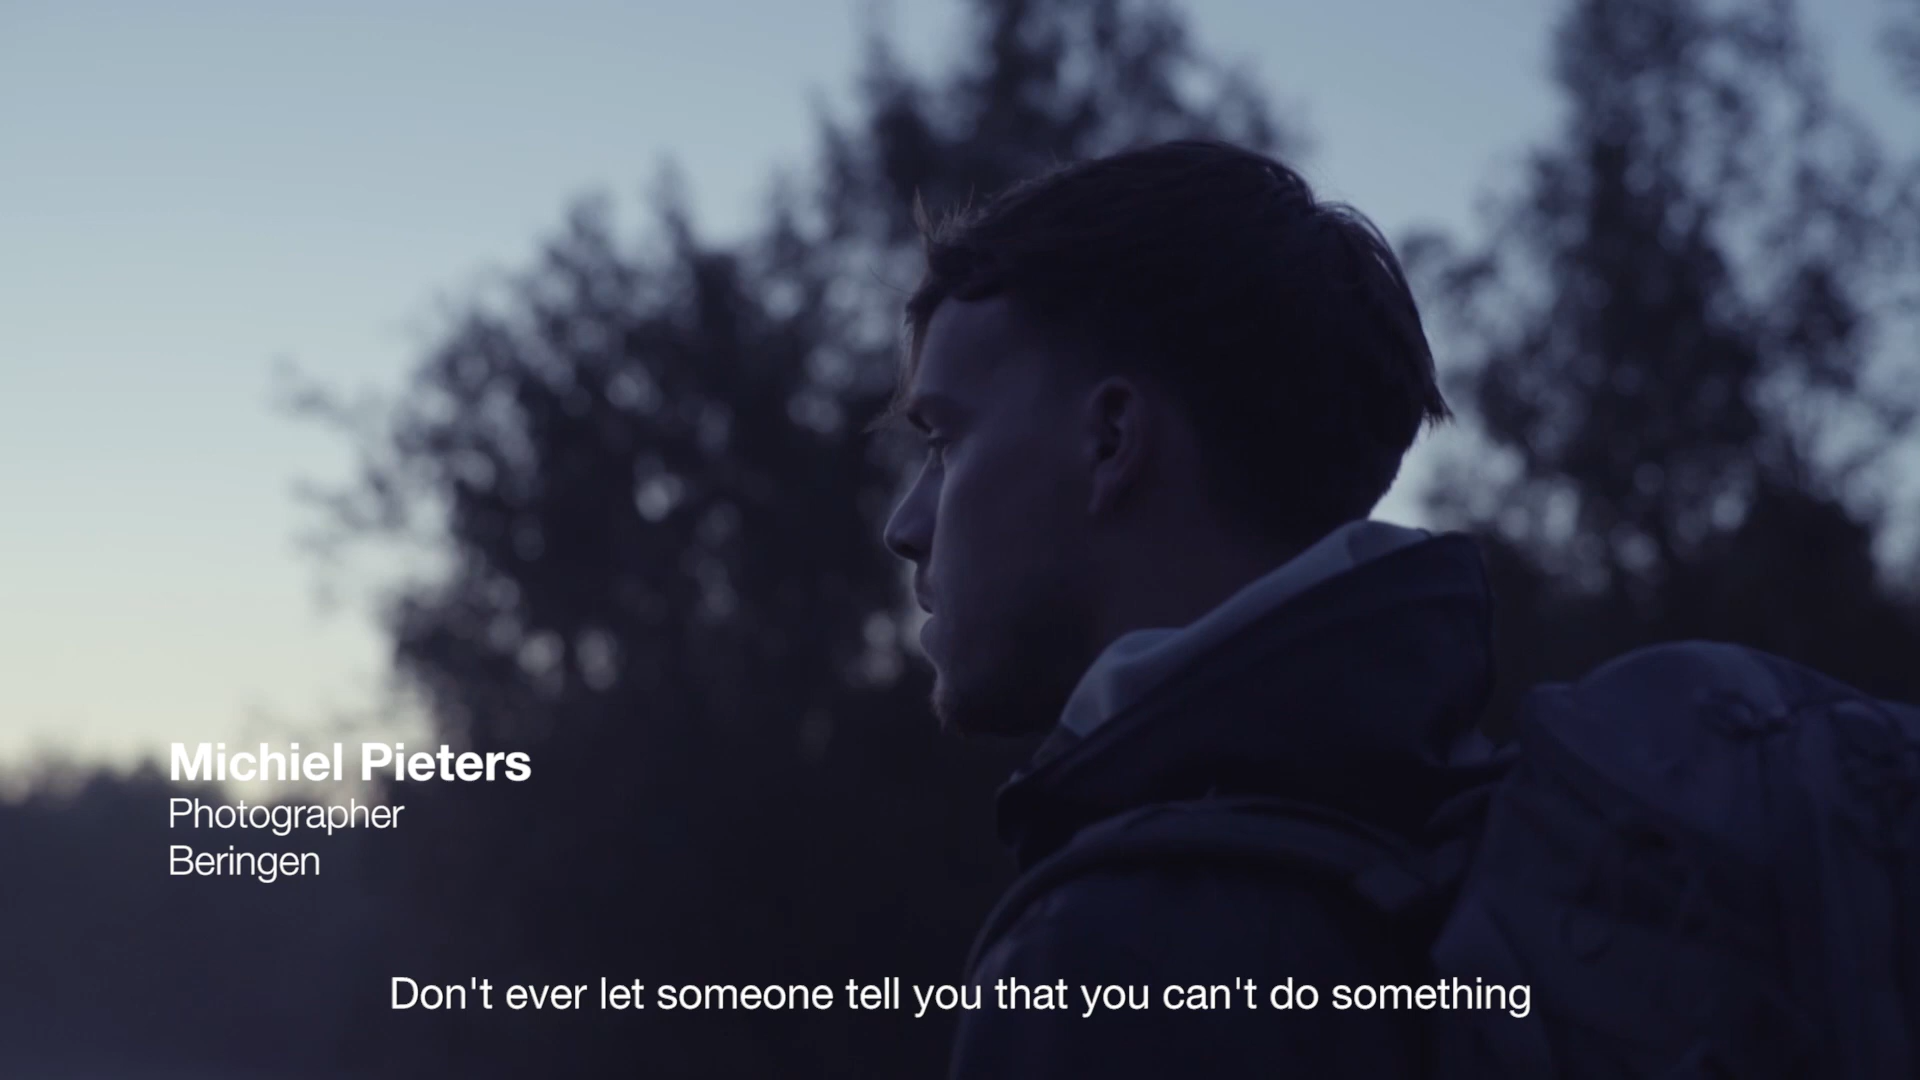 Michiel Pieters
Photographer
Beringen
Don't ever let someone tell you that you can't do something